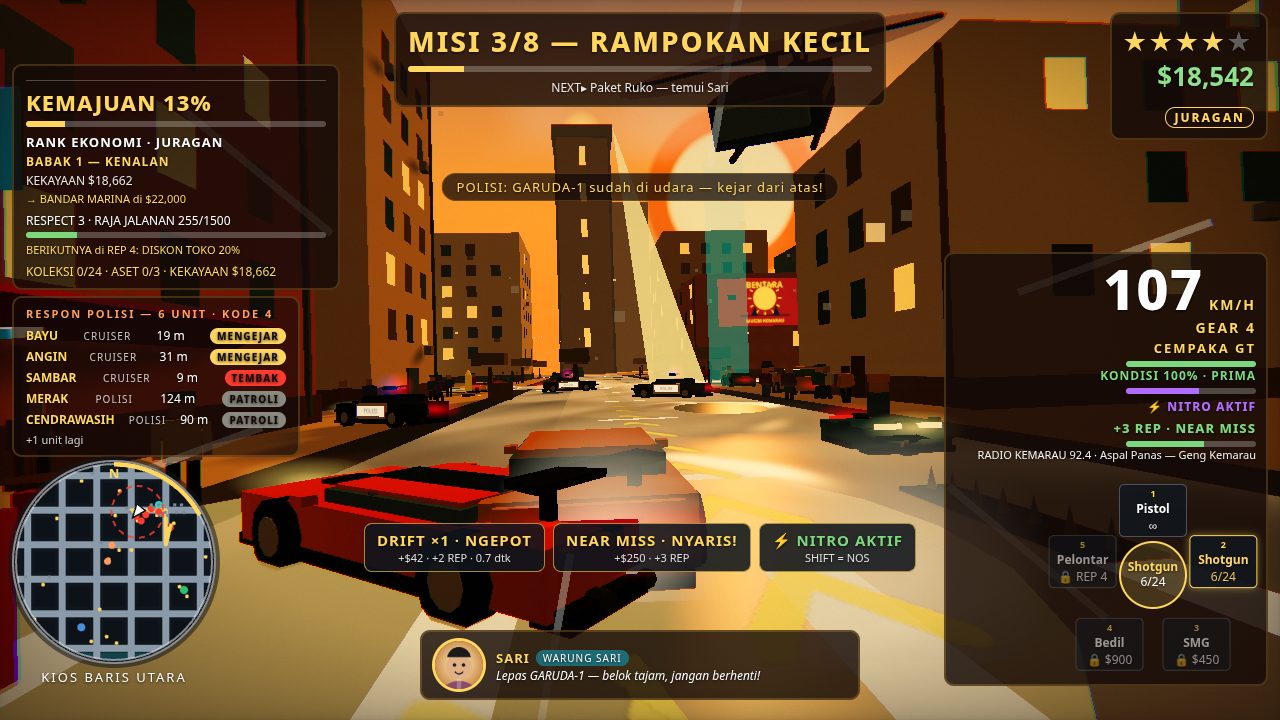 MISI 3/8 — RAMPOKAN KECIL
NEXT▸ Paket Ruko — temui Sari
★★★★★
$18,542
JURAGAN
KEMAJUAN 13%
RANK EKONOMI · JURAGAN
BABAK 1 — KENALAN
KEKAYAAN $18,662
→ BANDAR MARINA di $22,000
RESPECT 3 · RAJA JALANAN 255/1500
BERIKUTNYA di REP 4: DISKON TOKO 20%
KOLEKSI 0/24 · ASET 0/3 · KEKAYAAN $18,662
POLISI: GARUDA-1 sudah di udara — kejar dari atas!
RESPON POLISI — 6 UNIT · KODE 4
BAYU CRUISER 19 m MENGEJAR
ANGIN CRUISER 31 m MENGEJAR
SAMBAR CRUISER 9 m TEMBAK
MERAK POLISI 124 m PATROLI
CENDRAWASIH POLISI 90 m PATROLI
+1 unit lagi
BENTARA
107 KM/H
GEAR 4
CEMPAKA GT
KONDISI 100% · PRIMA
⚡ NITRO AKTIF
+3 REP · NEAR MISS
RADIO KEMARAU 92.4 · Aspal Panas — Geng Kemarau
1
Pistol
∞
5
Pelontar
🔒 REP 4
Shotgun
6/24
2
Shotgun
6/24
4
Bedil
🔒 $900
3
SMG
🔒 $450
DRIFT ×1 · NGEPOT
+$42 · +2 REP · 0.7 dtk
NEAR MISS · NYARIS!
+$250 · +3 REP
⚡ NITRO AKTIF
SHIFT = NOS
N
KIOS BARIS UTARA
SARI WARUNG SARI
Lepas GARUDA-1 — belok tajam, jangan berhenti!